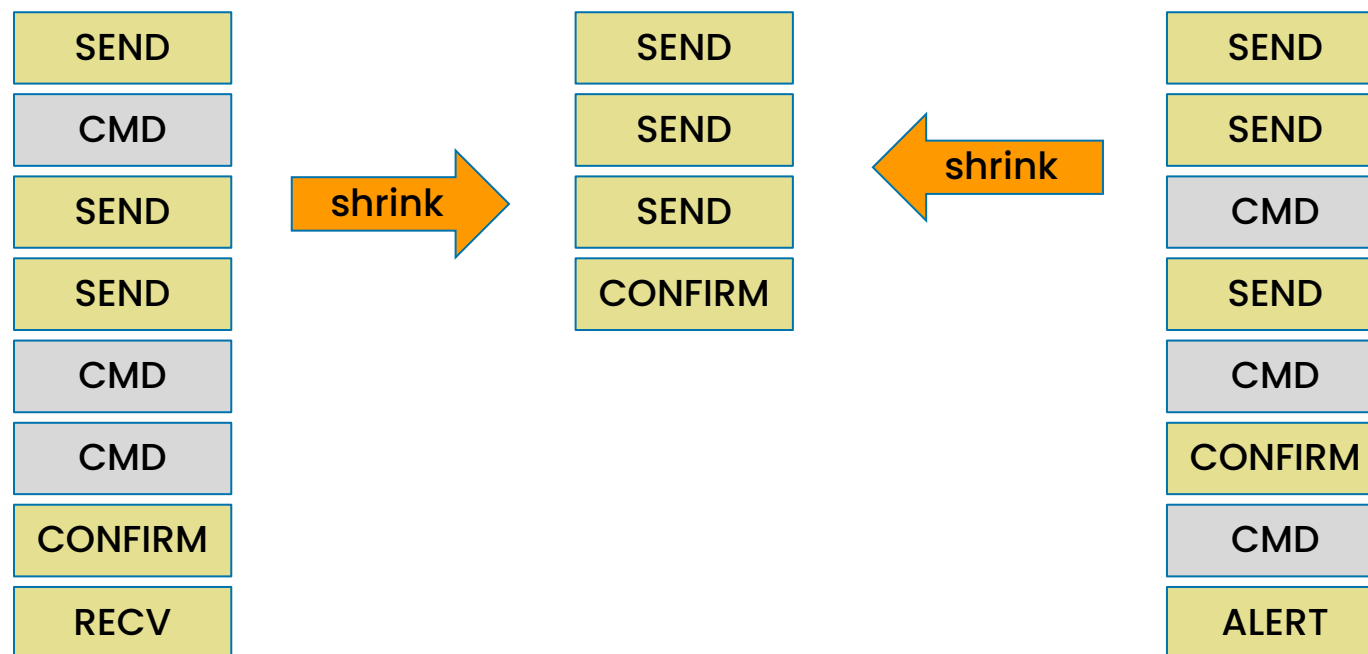 SEND
CMD
SEND
SEND
CMD
CMD
CONFIRM
RECV
shrink
SEND
SEND
SEND
CONFIRM
shrink
SEND
SEND
CMD
SEND
CMD
CONFIRM
CMD
ALERT